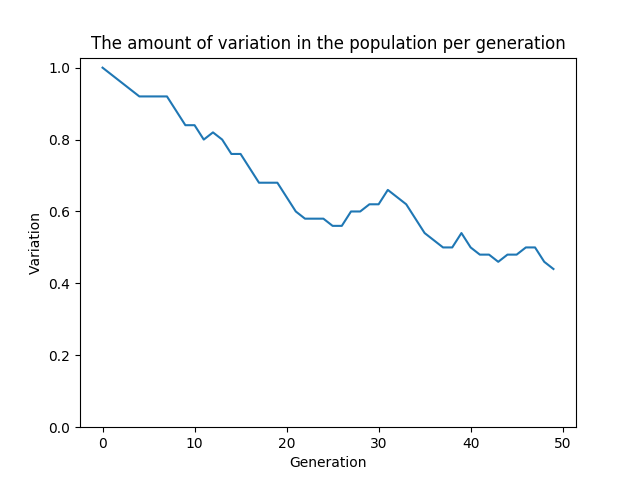 The amount of variation in the population per generation
1.0
0.8
0.6
0.4
0.2
0.0
Variation
0 10 20 30 40 50
Generation